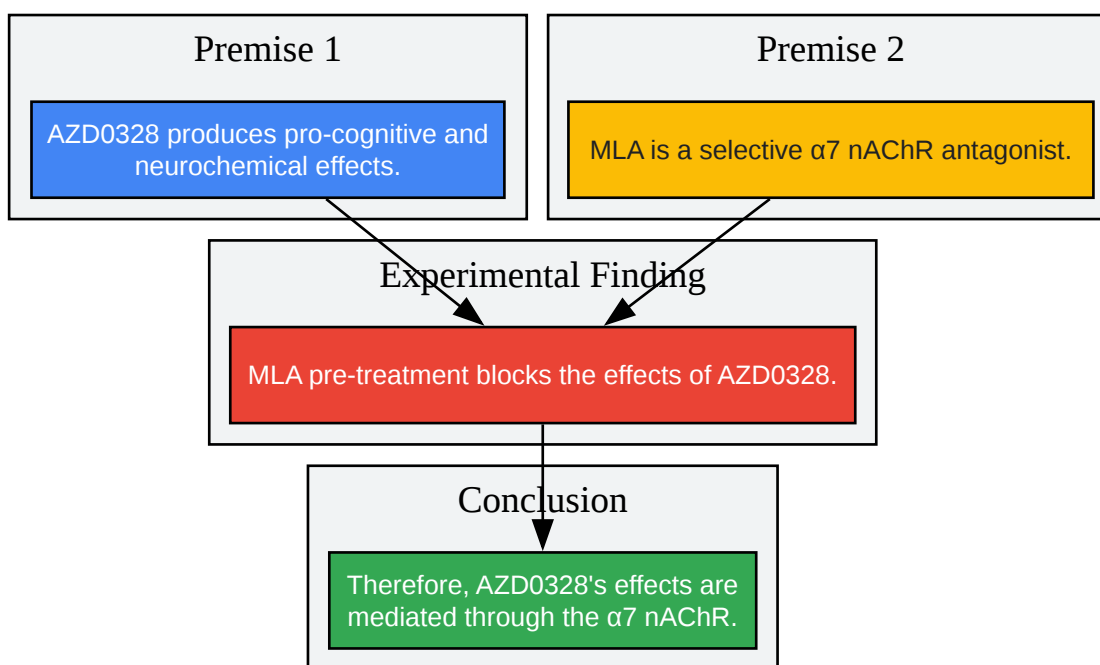 Premise 1
AZD0328 produces pro-cognitive and
neurochemical effects.
Premise 2
MLA is a selective α7 nAChR antagonist.
Experimental Finding
MLA pre-treatment blocks the effects of AZD0328.
Conclusion
Therefore, AZD0328's effects are
mediated through the α7 nAChR.